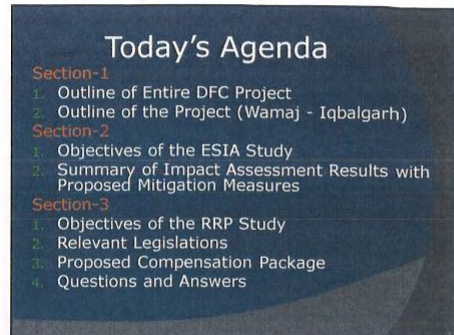 Today's Agenda
Section-1
1. Outline of Entire DFC Project
2. Outline of the Project (Wamaj - Iqbalgarh)
Section-2
1. Objectives of the ESIA Study
2. Summary of Impact Assessment Results with
Proposed Mitigation Measures
Section-3
1. Objectives of the RRP Study
2. Relevant Legislations
3. Proposed Compensation Package
4. Questions and Answers